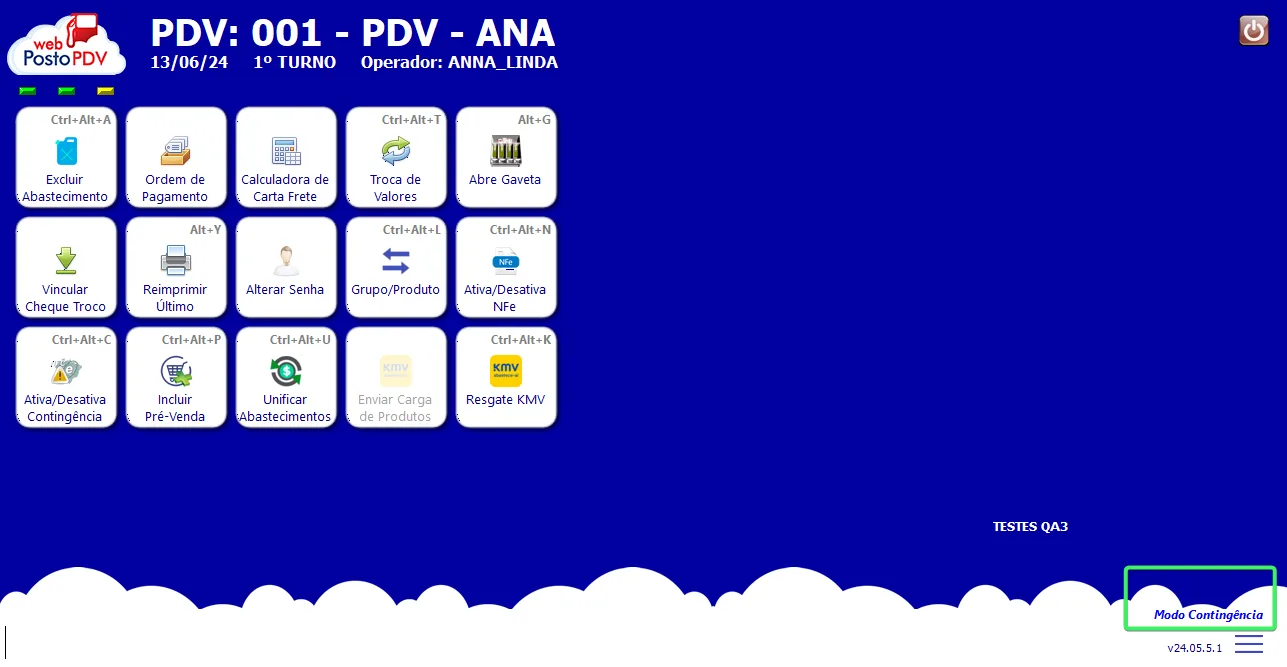 web
PostoPDV
PDV: 001 - PDV - ANA
13/06/24 1º TURNO Operador: ANNA_LINDA
Ctrl+Alt+A
Excluir
Abastecimento
Ordem de
Pagamento
Calculadora de
Carta Frete
Ctrl+Alt+T
Troca de
Valores
Alt+G
Abre Gaveta
Vincular
Cheque Troco
Alt+Y
Reimprimir
Último
Alterar Senha
Ctrl+Alt+L
Grupo/Produto
Ctrl+Alt+N
NFe
Ativa/Desativa
NFe
Ctrl+Alt+C
Ativa/Desativa
Contingência
Ctrl+Alt+P
Incluir
Pré-Venda
Ctrl+Alt+U
Unificar
Abastecimentos
KMV
Enviar Carga
de Produtos
Ctrl+Alt+K
KMV
Resgate KMV
TESTES QA3
Modo Contingência
v24.05.5.1